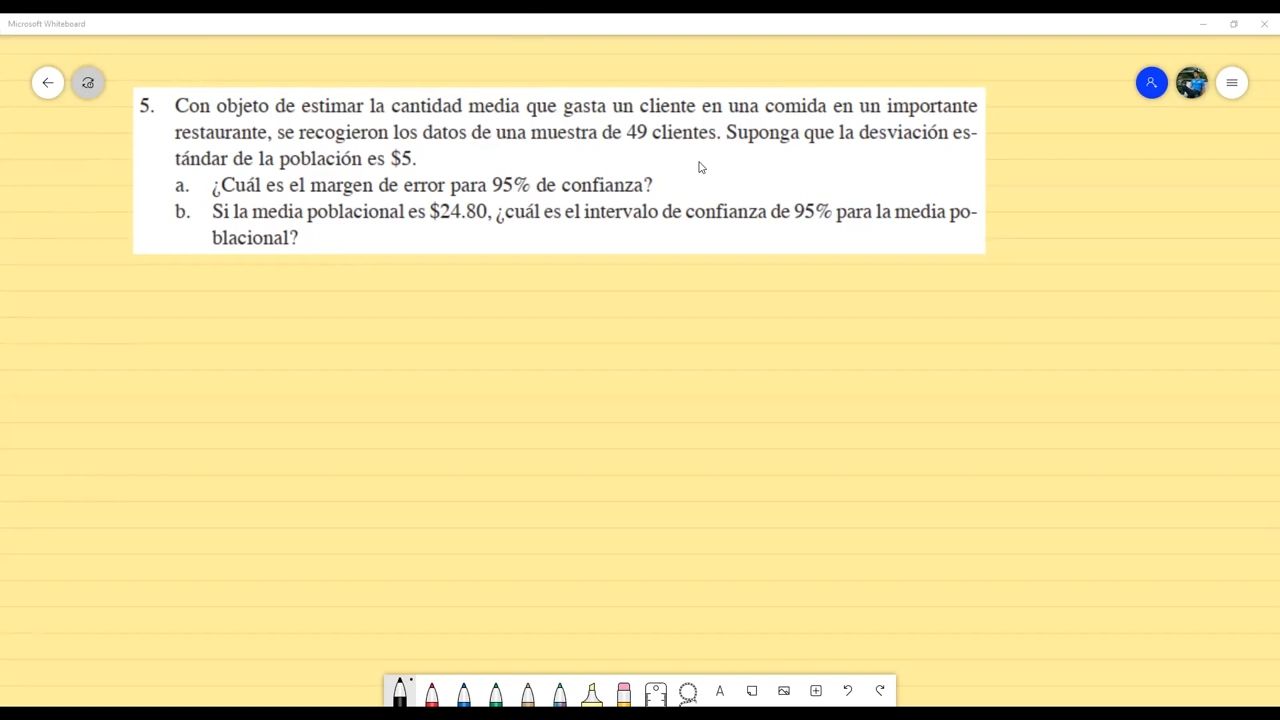 Microsoft Whiteboard
5. Con objeto de estimar la cantidad media que gasta un cliente en una comida en un importante
restaurante, se recogieron los datos de una muestra de 49 clientes. Suponga que la desviación es-
tándar de la población es $5.
a. ¿Cuál es el margen de error para 95% de confianza?
b. Si la media poblacional es $24.80, ¿cuál es el intervalo de confianza de 95% para la media po-
blacional?
A